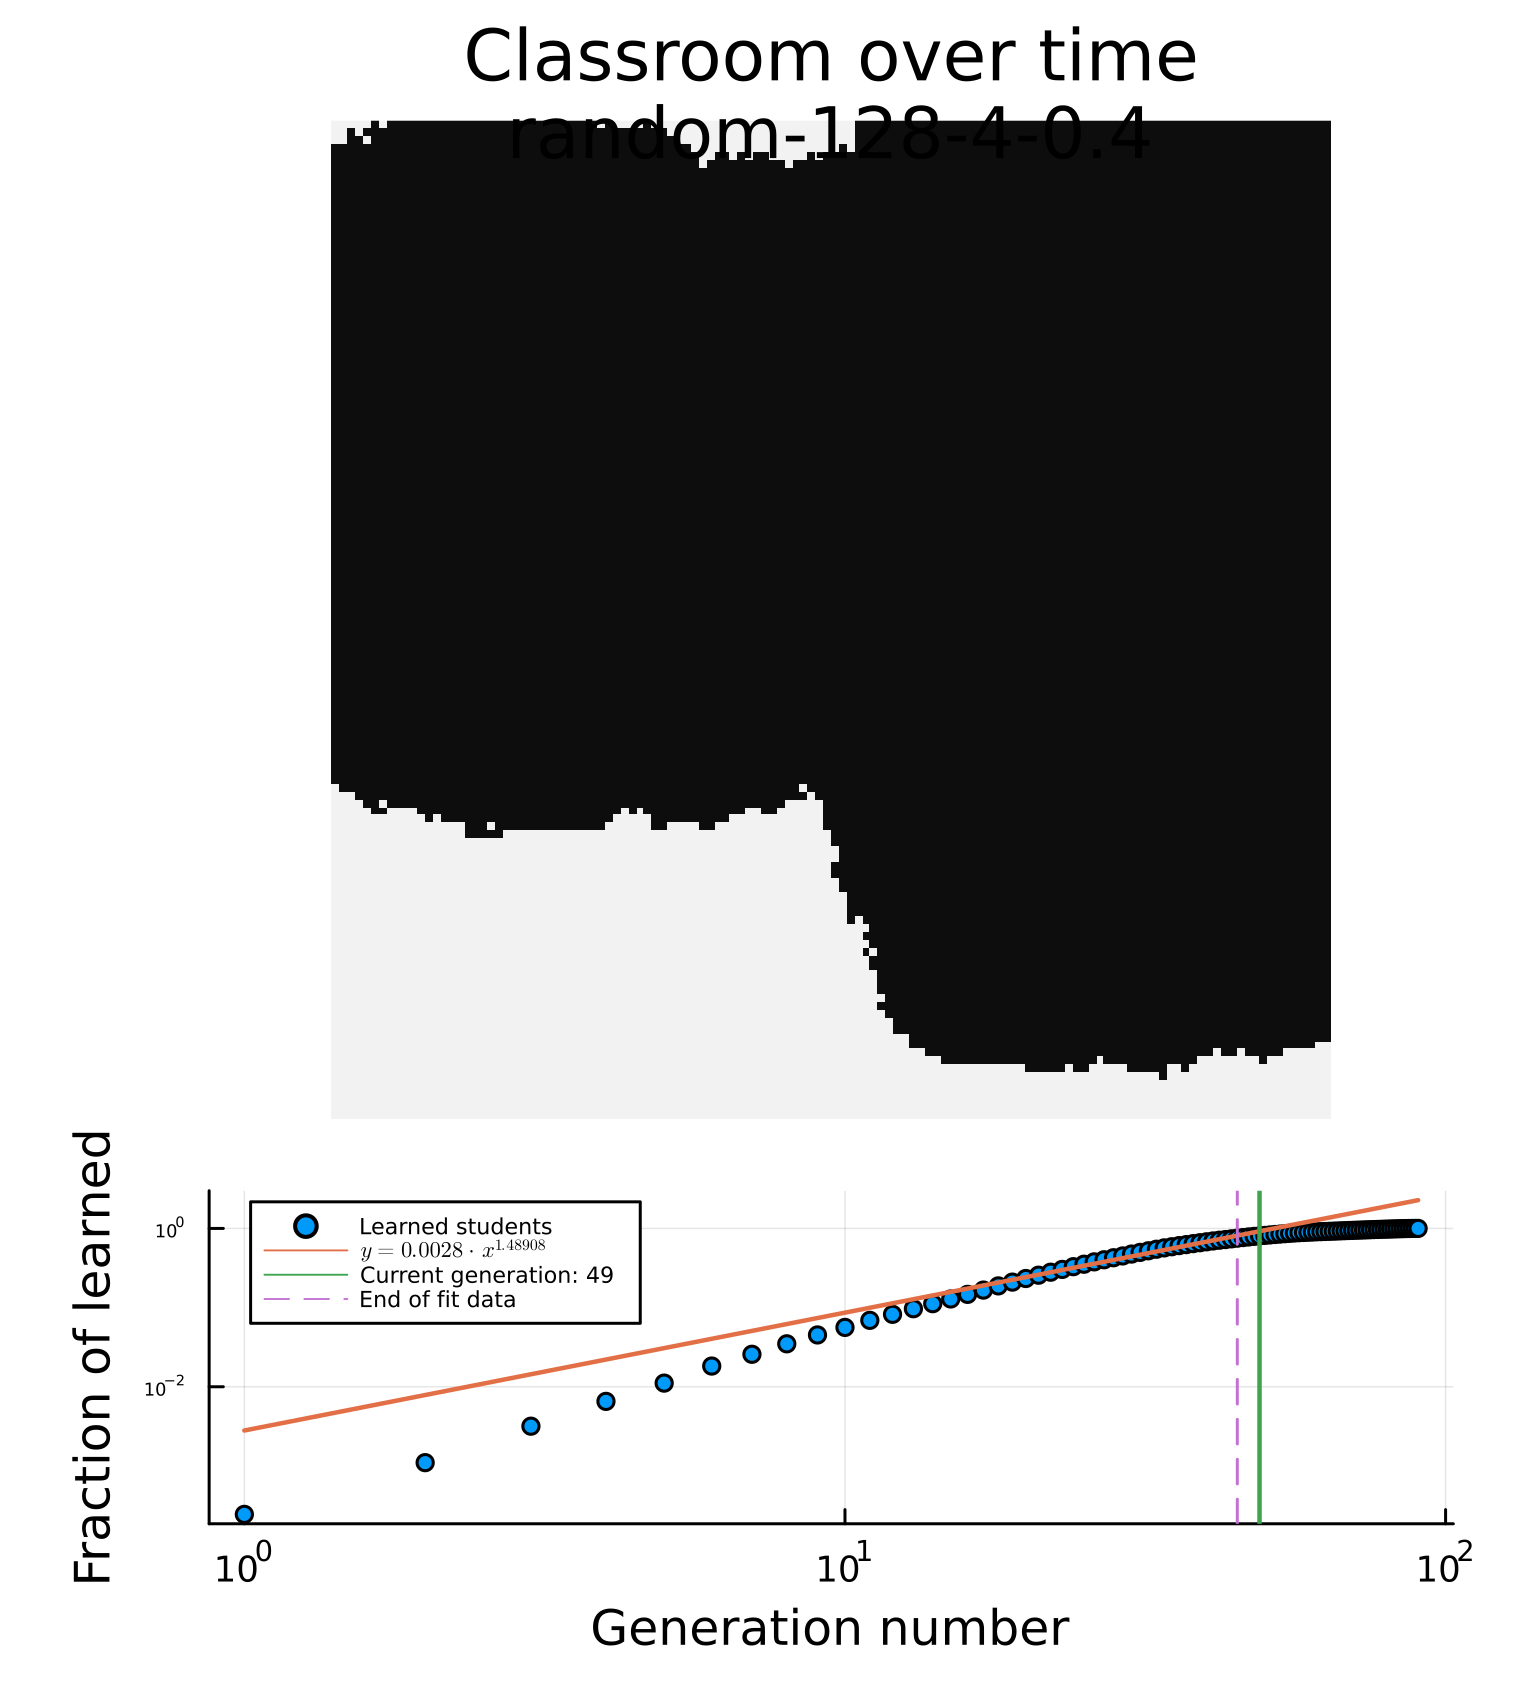 Classroom over time
random-128-4-0.4
Fraction of learned
10^0
10^-2
Learned students
y = 0.0028 · x^1.48908
Current generation: 49
End of fit data
10^0 10^1 10^2
Generation number